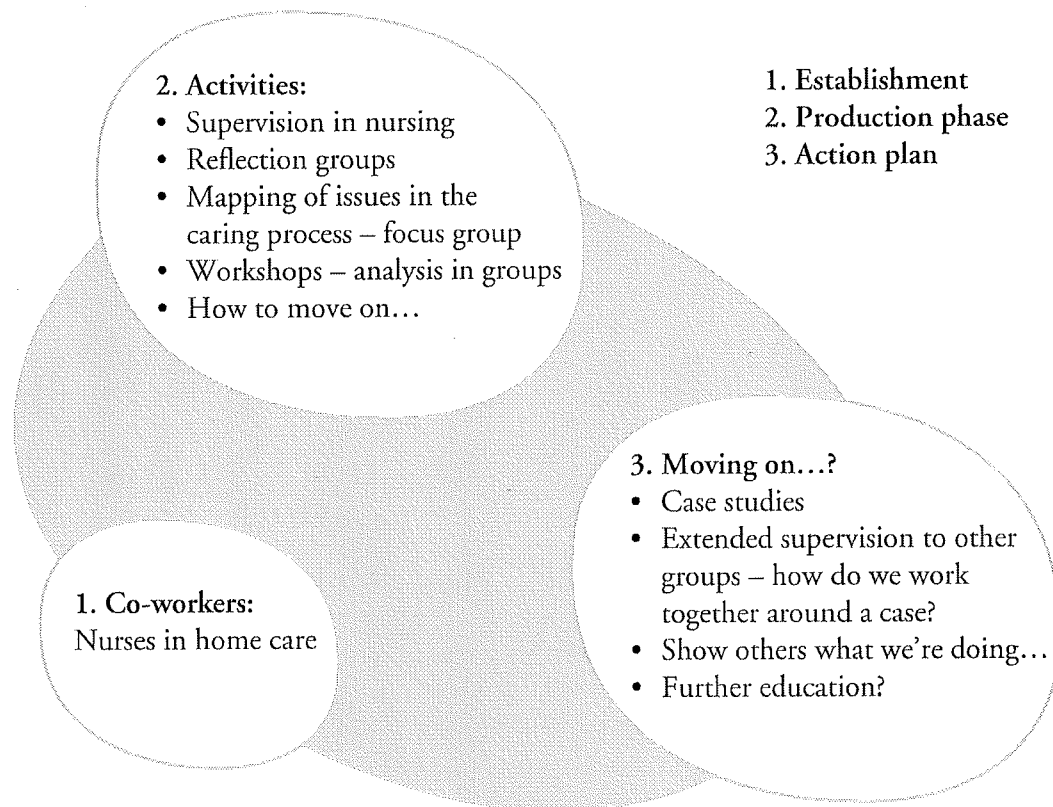 2. Activities:
• Supervision in nursing
• Reflection groups
• Mapping of issues in the
caring process – focus group
• Workshops – analysis in groups
• How to move on…
1. Establishment
2. Production phase
3. Action plan
3. Moving on…?
• Case studies
• Extended supervision to other
groups – how do we work
together around a case?
• Show others what we're doing…
• Further education?
1. Co-workers:
Nurses in home care